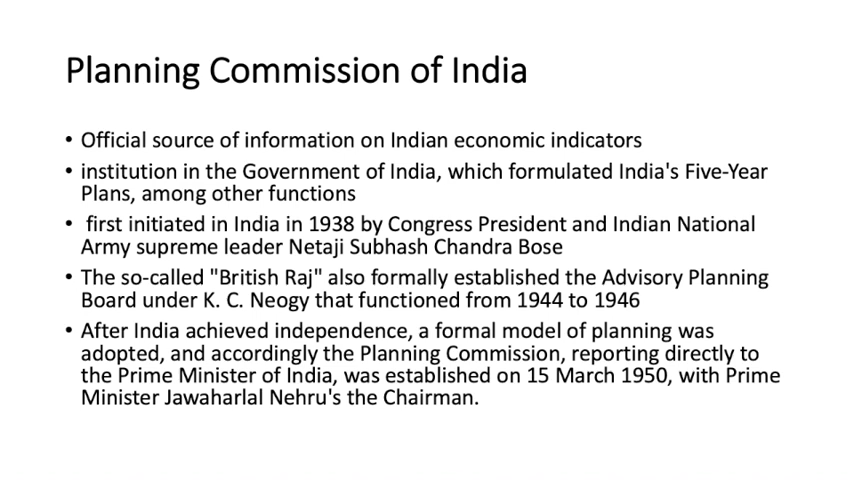 Planning Commission of India
• Official source of information on Indian economic indicators
• institution in the Government of India, which formulated India's Five-Year
Plans, among other functions
• first initiated in India in 1938 by Congress President and Indian National
Army supreme leader Netaji Subhash Chandra Bose
• The so-called "British Raj" also formally established the Advisory Planning
Board under K. C. Neogy that functioned from 1944 to 1946
• After India achieved independence, a formal model of planning was
adopted, and accordingly the Planning Commission, reporting directly to
the Prime Minister of India, was established on 15 March 1950, with Prime
Minister Jawaharlal Nehru's the Chairman.